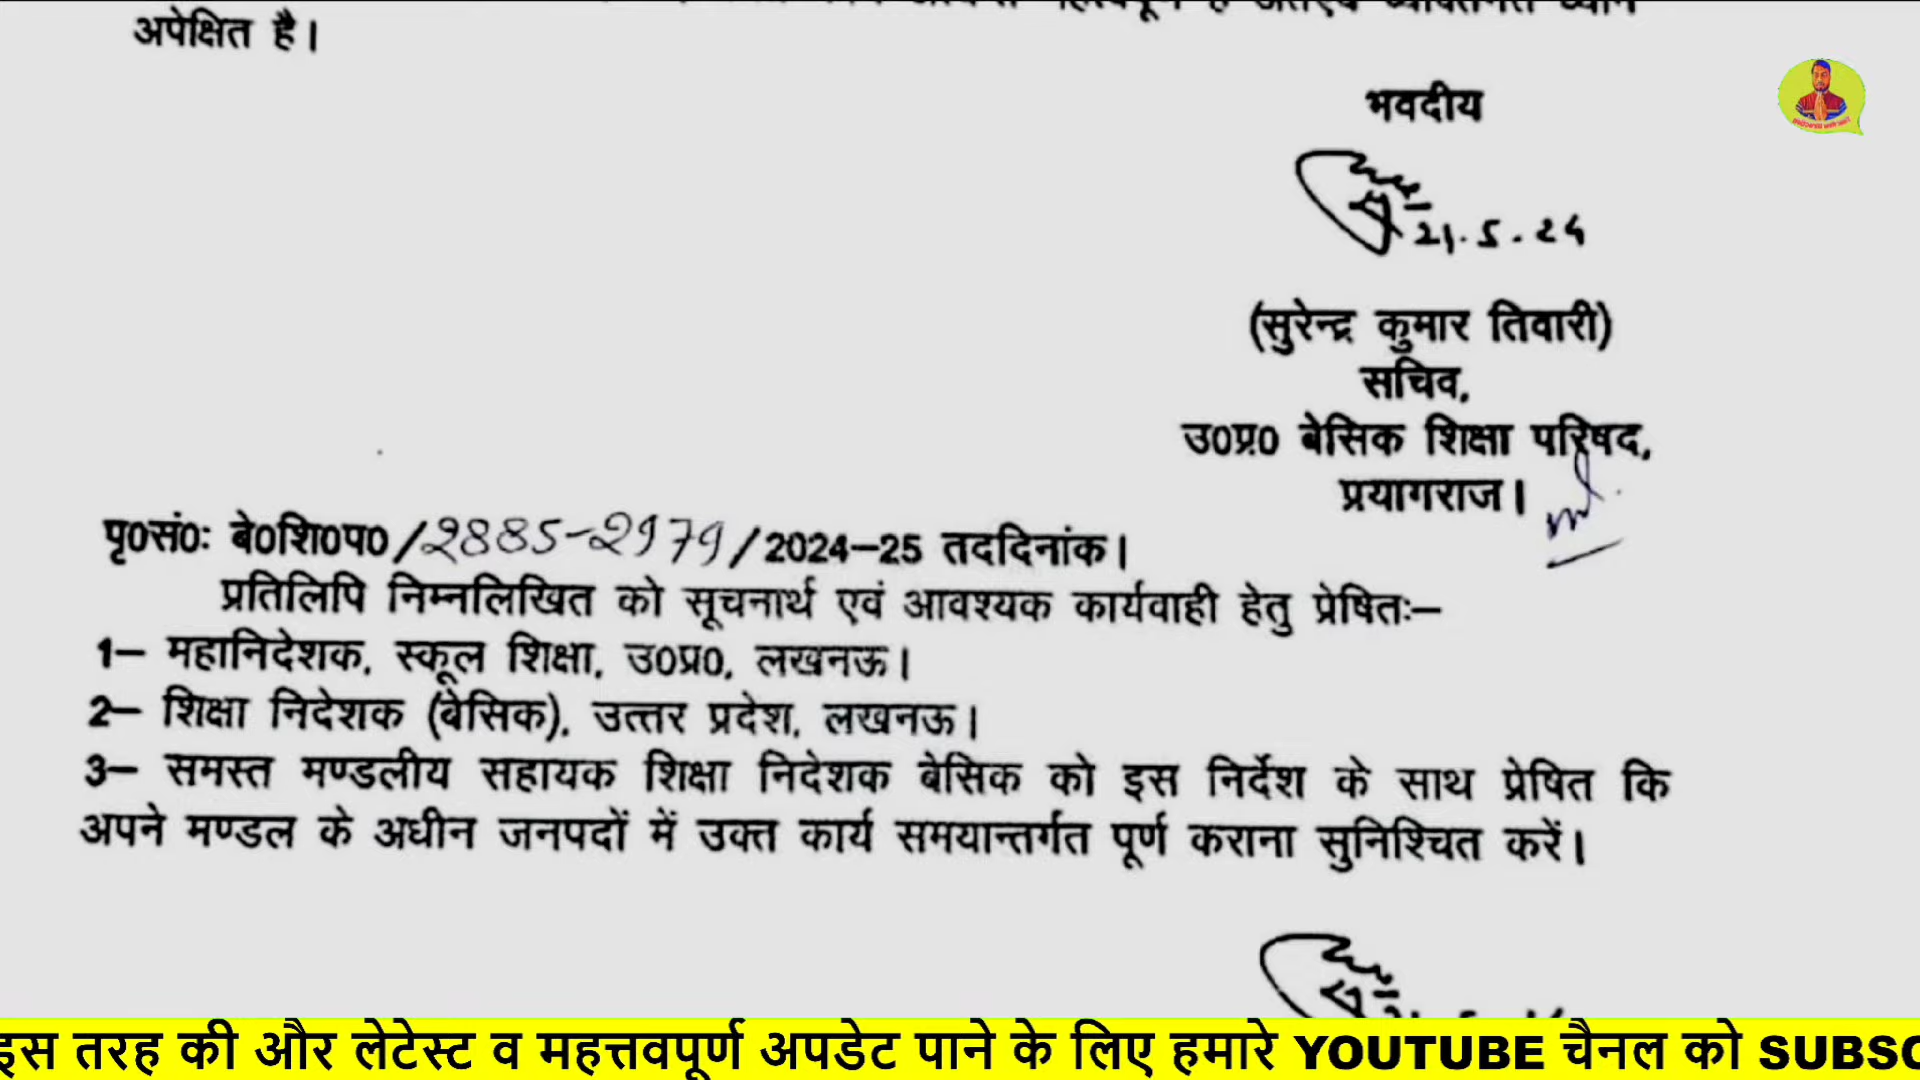 अपेक्षित है।
भवदीय
21.5.24
(सुरेन्द्र कुमार तिवारी)
सचिव,
उ0प्र0 बेसिक शिक्षा परिषद,
प्रयागराज।
पृ0सं0ः बे0शि0प0/2885-2979/2024-25 तददिनांक।
प्रतिलिपि निम्नलिखित को सूचनार्थ एवं आवश्यक कार्यवाही हेतु प्रेषितः-
1- महानिदेशक, स्कूल शिक्षा, उ0प्र0, लखनऊ।
2- शिक्षा निदेशक (बेसिक), उत्तर प्रदेश, लखनऊ।
3- समस्त मण्डलीय सहायक शिक्षा निदेशक बेसिक को इस निर्देश के साथ प्रेषित कि
अपने मण्डल के अधीन जनपदों में उक्त कार्य समयान्तर्गत पूर्ण कराना सुनिश्चित करें।
इस तरह की और लेटेस्ट व महत्तवपूर्ण अपडेट पाने के लिए हमारे YOUTUBE चैनल को SUBSC